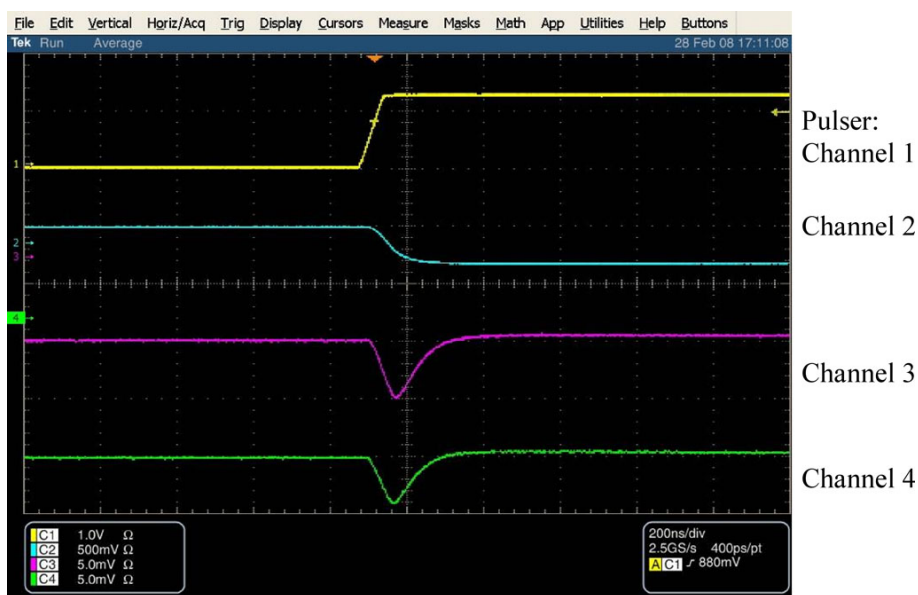 File Edit Vertical Horiz/Acq Trig Display Cursors Measure Masks Math App Utilities Help Buttons
Tek Run Average 28 Feb 08 17:11:08
Pulser:
1 Channel 1
2 Channel 2
3
4
Channel 3
Channel 4
C1 1.0V Ω
C2 500mV Ω
C3 5.0mV Ω
C4 5.0mV Ω
200ns/div
2.5GS/s 400ps/pt
A C1 ∫ 880mV